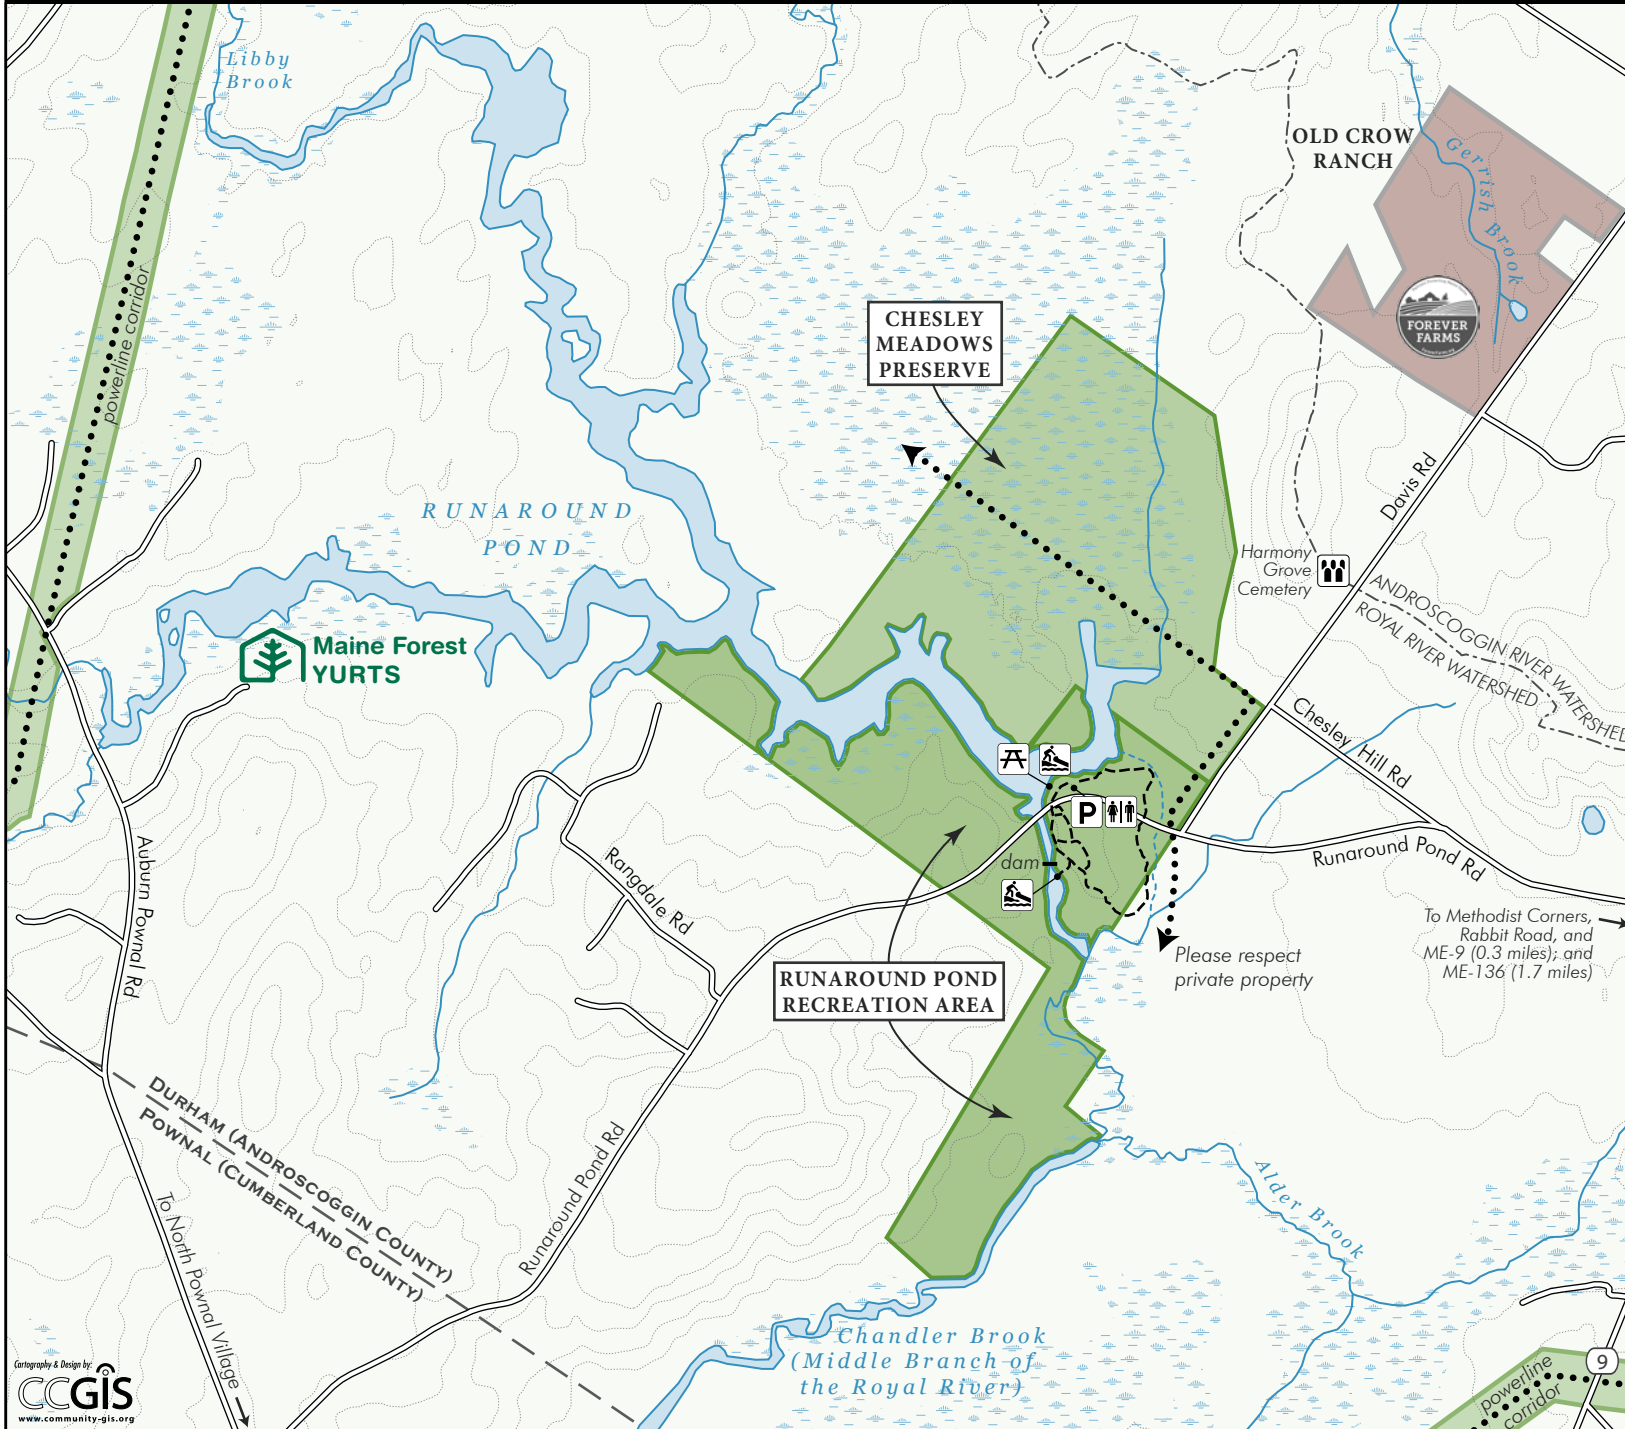 Libby
Brook
OLD CROW
RANCH
Gerrish Brook
powerline corridor
FOREVER
FARMS
CHESLEY
MEADOWS
PRESERVE
Davis Rd
RUNAROUND
POND
Harmony
Grove
Cemetery
ANDROSCOGGIN RIVER WATERSHED
ROYAL RIVER WATERSHED
Maine Forest
YURTS
Chesley Hill Rd
P
dam
Runaround Pond Rd
Auburn Pownal Rd
Rangdale Rd
To Methodist Corners,
Rabbit Road, and
ME-9 (0.3 miles); and
ME-136 (1.7 miles)
Please respect
private property
RUNAROUND POND
RECREATION AREA
DURHAM (ANDROSCOGGIN COUNTY)
POWNAL (CUMBERLAND COUNTY)
Runaround Pond Rd
Alder Brook
To North Pownal Village
Chandler Brook
(Middle Branch of
the Royal River)
9
powerline
corridor
Cartography & Design by:
CCGIS
www.community-gis.org